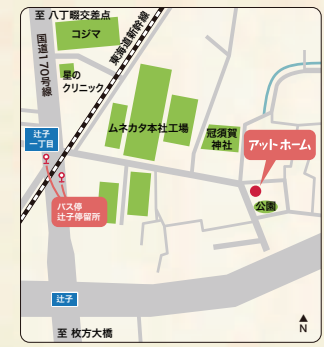 至 八丁畷交差点
コジマ
国道170号線
東海道新幹線
星の
クリニック
ムネカタ本社工場
辻子
一丁目
冠須賀
神社
アットホーム
バス停
辻子停留所
公園
辻子
至 枚方大橋
N